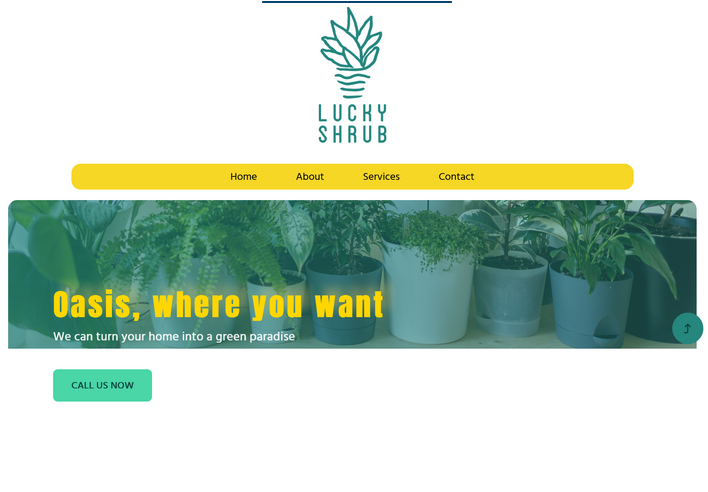 LUCKY
SHRUB
Home About Services Contact
Oasis, where you want
We can turn your home into a green paradise
CALL US NOW